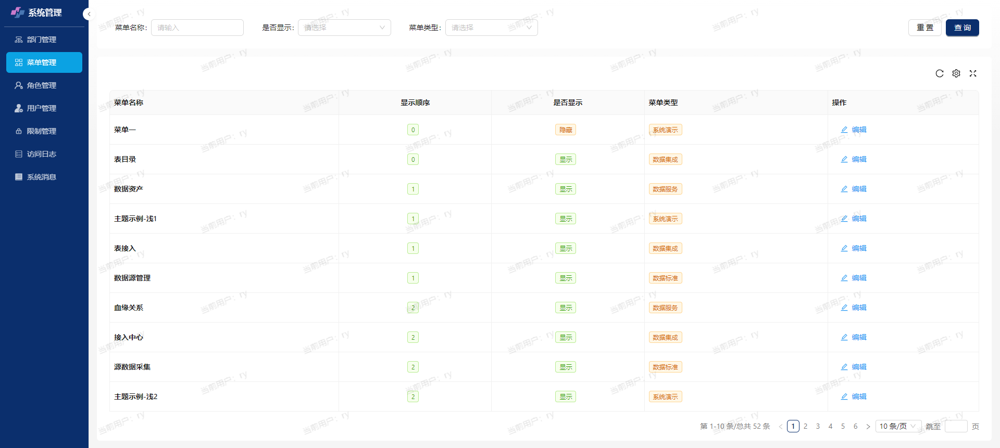 系统管理
部门管理
菜单管理
角色管理
用户管理
限制管理
访问日志
系统消息
菜单名称: 请输入 是否显示: 请选择 菜单类型: 请选择 重 置 查 询
菜单名称 显示顺序 是否显示 菜单类型 操作
菜单一 0 隐藏 系统演示 编辑
表目录 0 显示 数据集成 编辑
数据资产 1 显示 数据服务 编辑
主题示例-浅1 1 显示 系统演示 编辑
表接入 1 显示 数据集成 编辑
数据源管理 1 显示 数据标准 编辑
血缘关系 2 显示 数据服务 编辑
接入中心 2 显示 数据集成 编辑
源数据采集 2 显示 数据标准 编辑
主题示例-浅2 2 显示 系统演示 编辑
第 1-10 条/总共 52 条 < 1 2 3 4 5 6 > 10 条/页 跳至 页
当前用户：ry